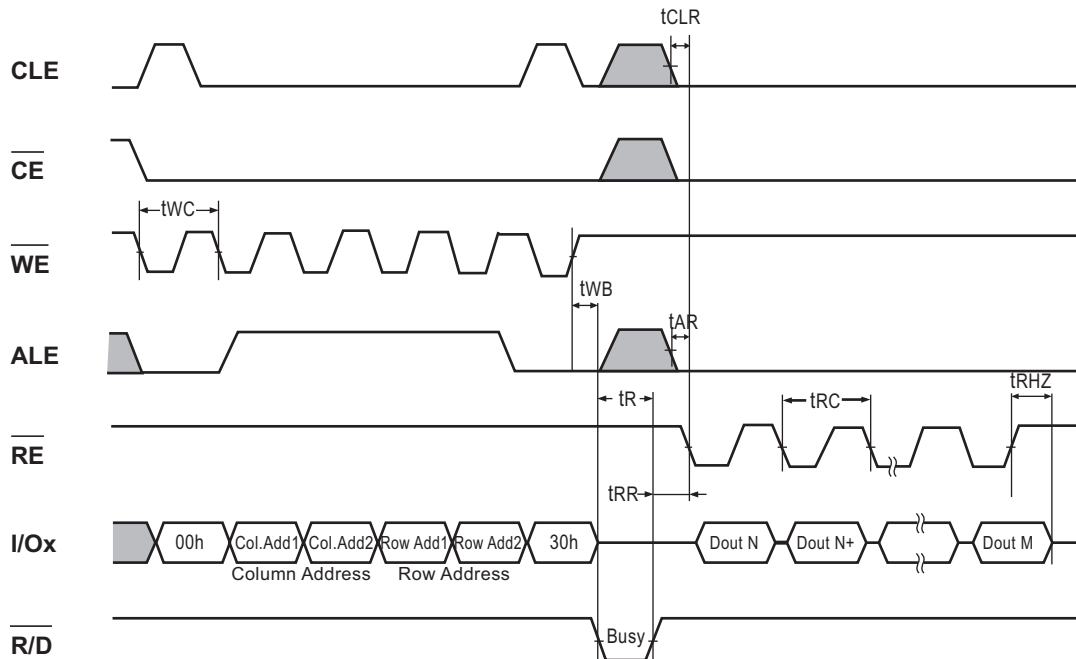 tCLR
CLE
CE
tWC
WE
tWB
tAR
ALE
tR
tRC
tRHZ
RE
tRR
I/Ox
00h
Col.Add1
Col.Add2
Row Add1
Row Add2
30h
Dout N
Dout N+
Dout M
Column Address
Row Address
R/D
Busy